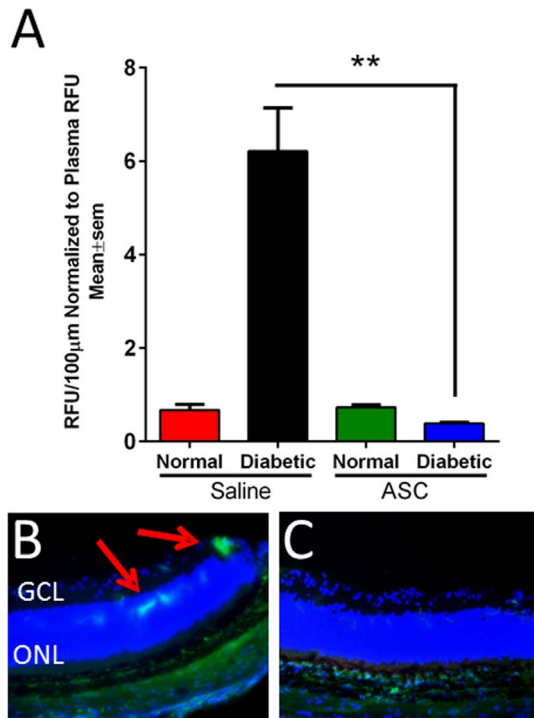 A
RFU/100µm Normalized to Plasma RFU
Mean±sem
8
6
4
2
0
**
Normal Diabetic Normal Diabetic
Saline ASC
B
GCL
ONL
C